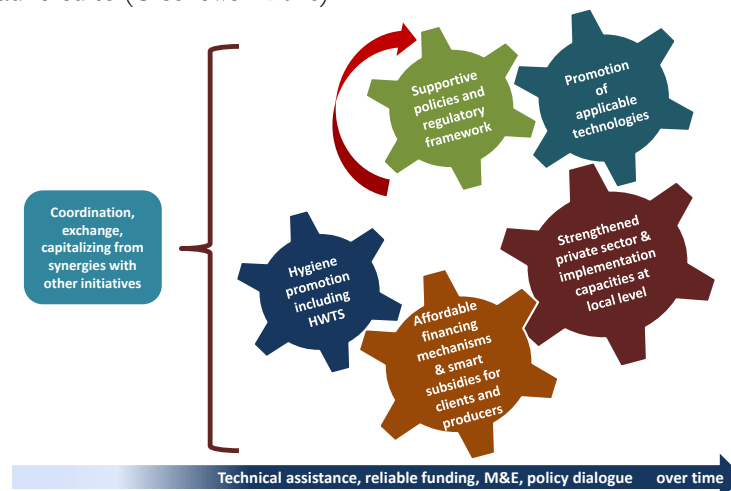 Coordination,
exchange,
capitalizing from
synergies with
other initiatives
Supportive
policies and
regulatory
framework
Promotion
of
applicable
technologies
Strengthened
private sector &
implementation
capacities at
local level
Hygiene
promotion
including
HWTS
Affordable
financing
mechanisms
& smart
subsidies for
clients and
producers
Technical assistance, reliable funding, M&E, policy dialogue over time